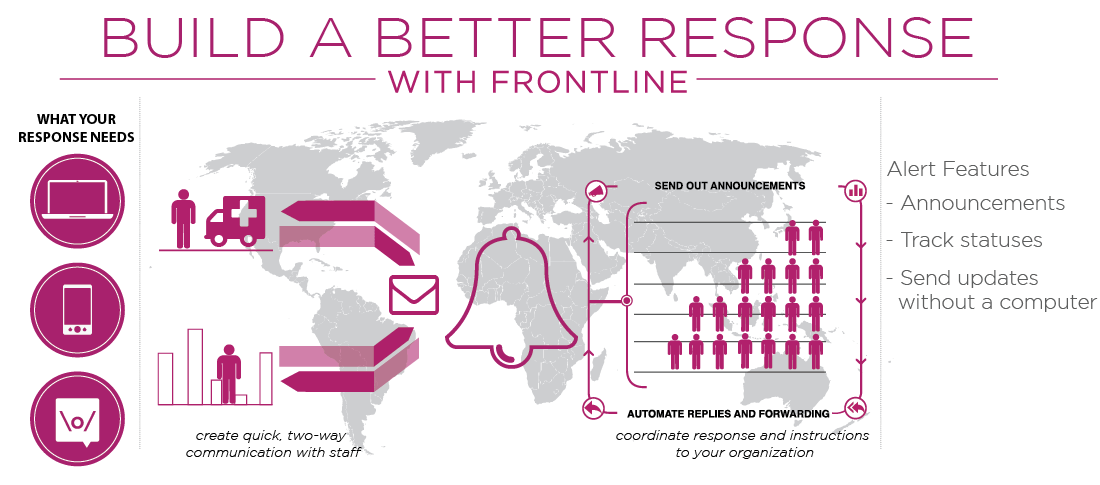 BUILD A BETTER RESPONSE
WITH FRONTLINE
WHAT YOUR
RESPONSE NEEDS
\o/
create quick, two-way
communication with staff
SEND OUT ANNOUNCEMENTS
AUTOMATE REPLIES AND FORWARDING
coordinate response and instructions
to your organization
Alert Features
- Announcements
- Track statuses
- Send updates
without a computer